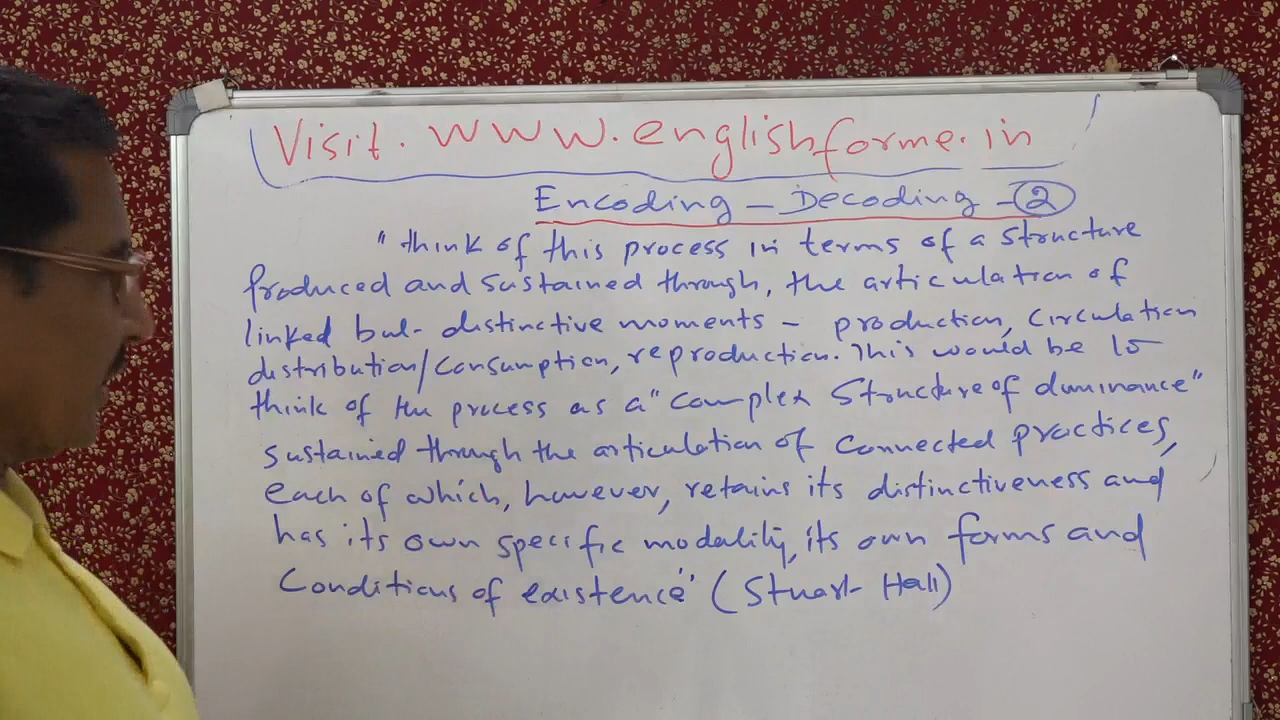 Visit. www.englishforme.in
Encoding - Decoding - 2
"think of this process in terms of a structure
produced and sustained through, the articulation of
linked but distinctive moments - production, circulation
distribution/consumption, reproduction. This would be to
think of the process as a "complex structure of dominance"
sustained through the articulation of connected practices,
each of which, however, retains its distinctiveness and
has its own specific modality, its own forms and
conditions of existence" (Stuart Hall)